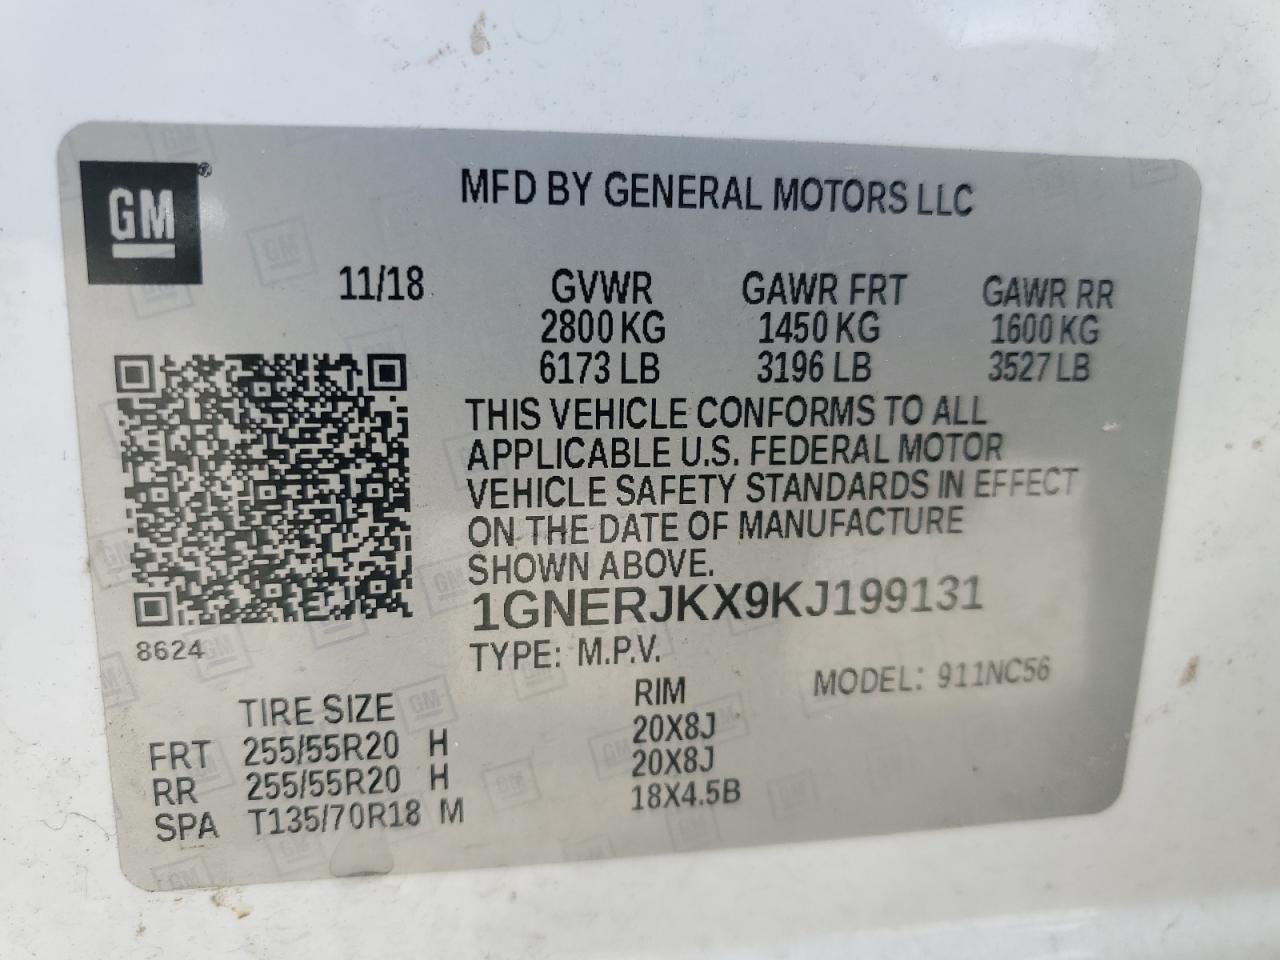 GM
MFD BY GENERAL MOTORS LLC
11/18 GVWR GAWR FRT GAWR RR
2800 KG 1450 KG 1600 KG
6173 LB 3196 LB 3527 LB
THIS VEHICLE CONFORMS TO ALL
APPLICABLE U.S. FEDERAL MOTOR
VEHICLE SAFETY STANDARDS IN EFFECT
ON THE DATE OF MANUFACTURE
SHOWN ABOVE.
1GNERJKX9KJ199131
8624
TYPE: M.P.V. MODEL: 911NC56
TIRE SIZE RIM
FRT 255/55R20 H 20X8J
RR 255/55R20 H 20X8J
SPA T135/70R18 M 18X4.5B